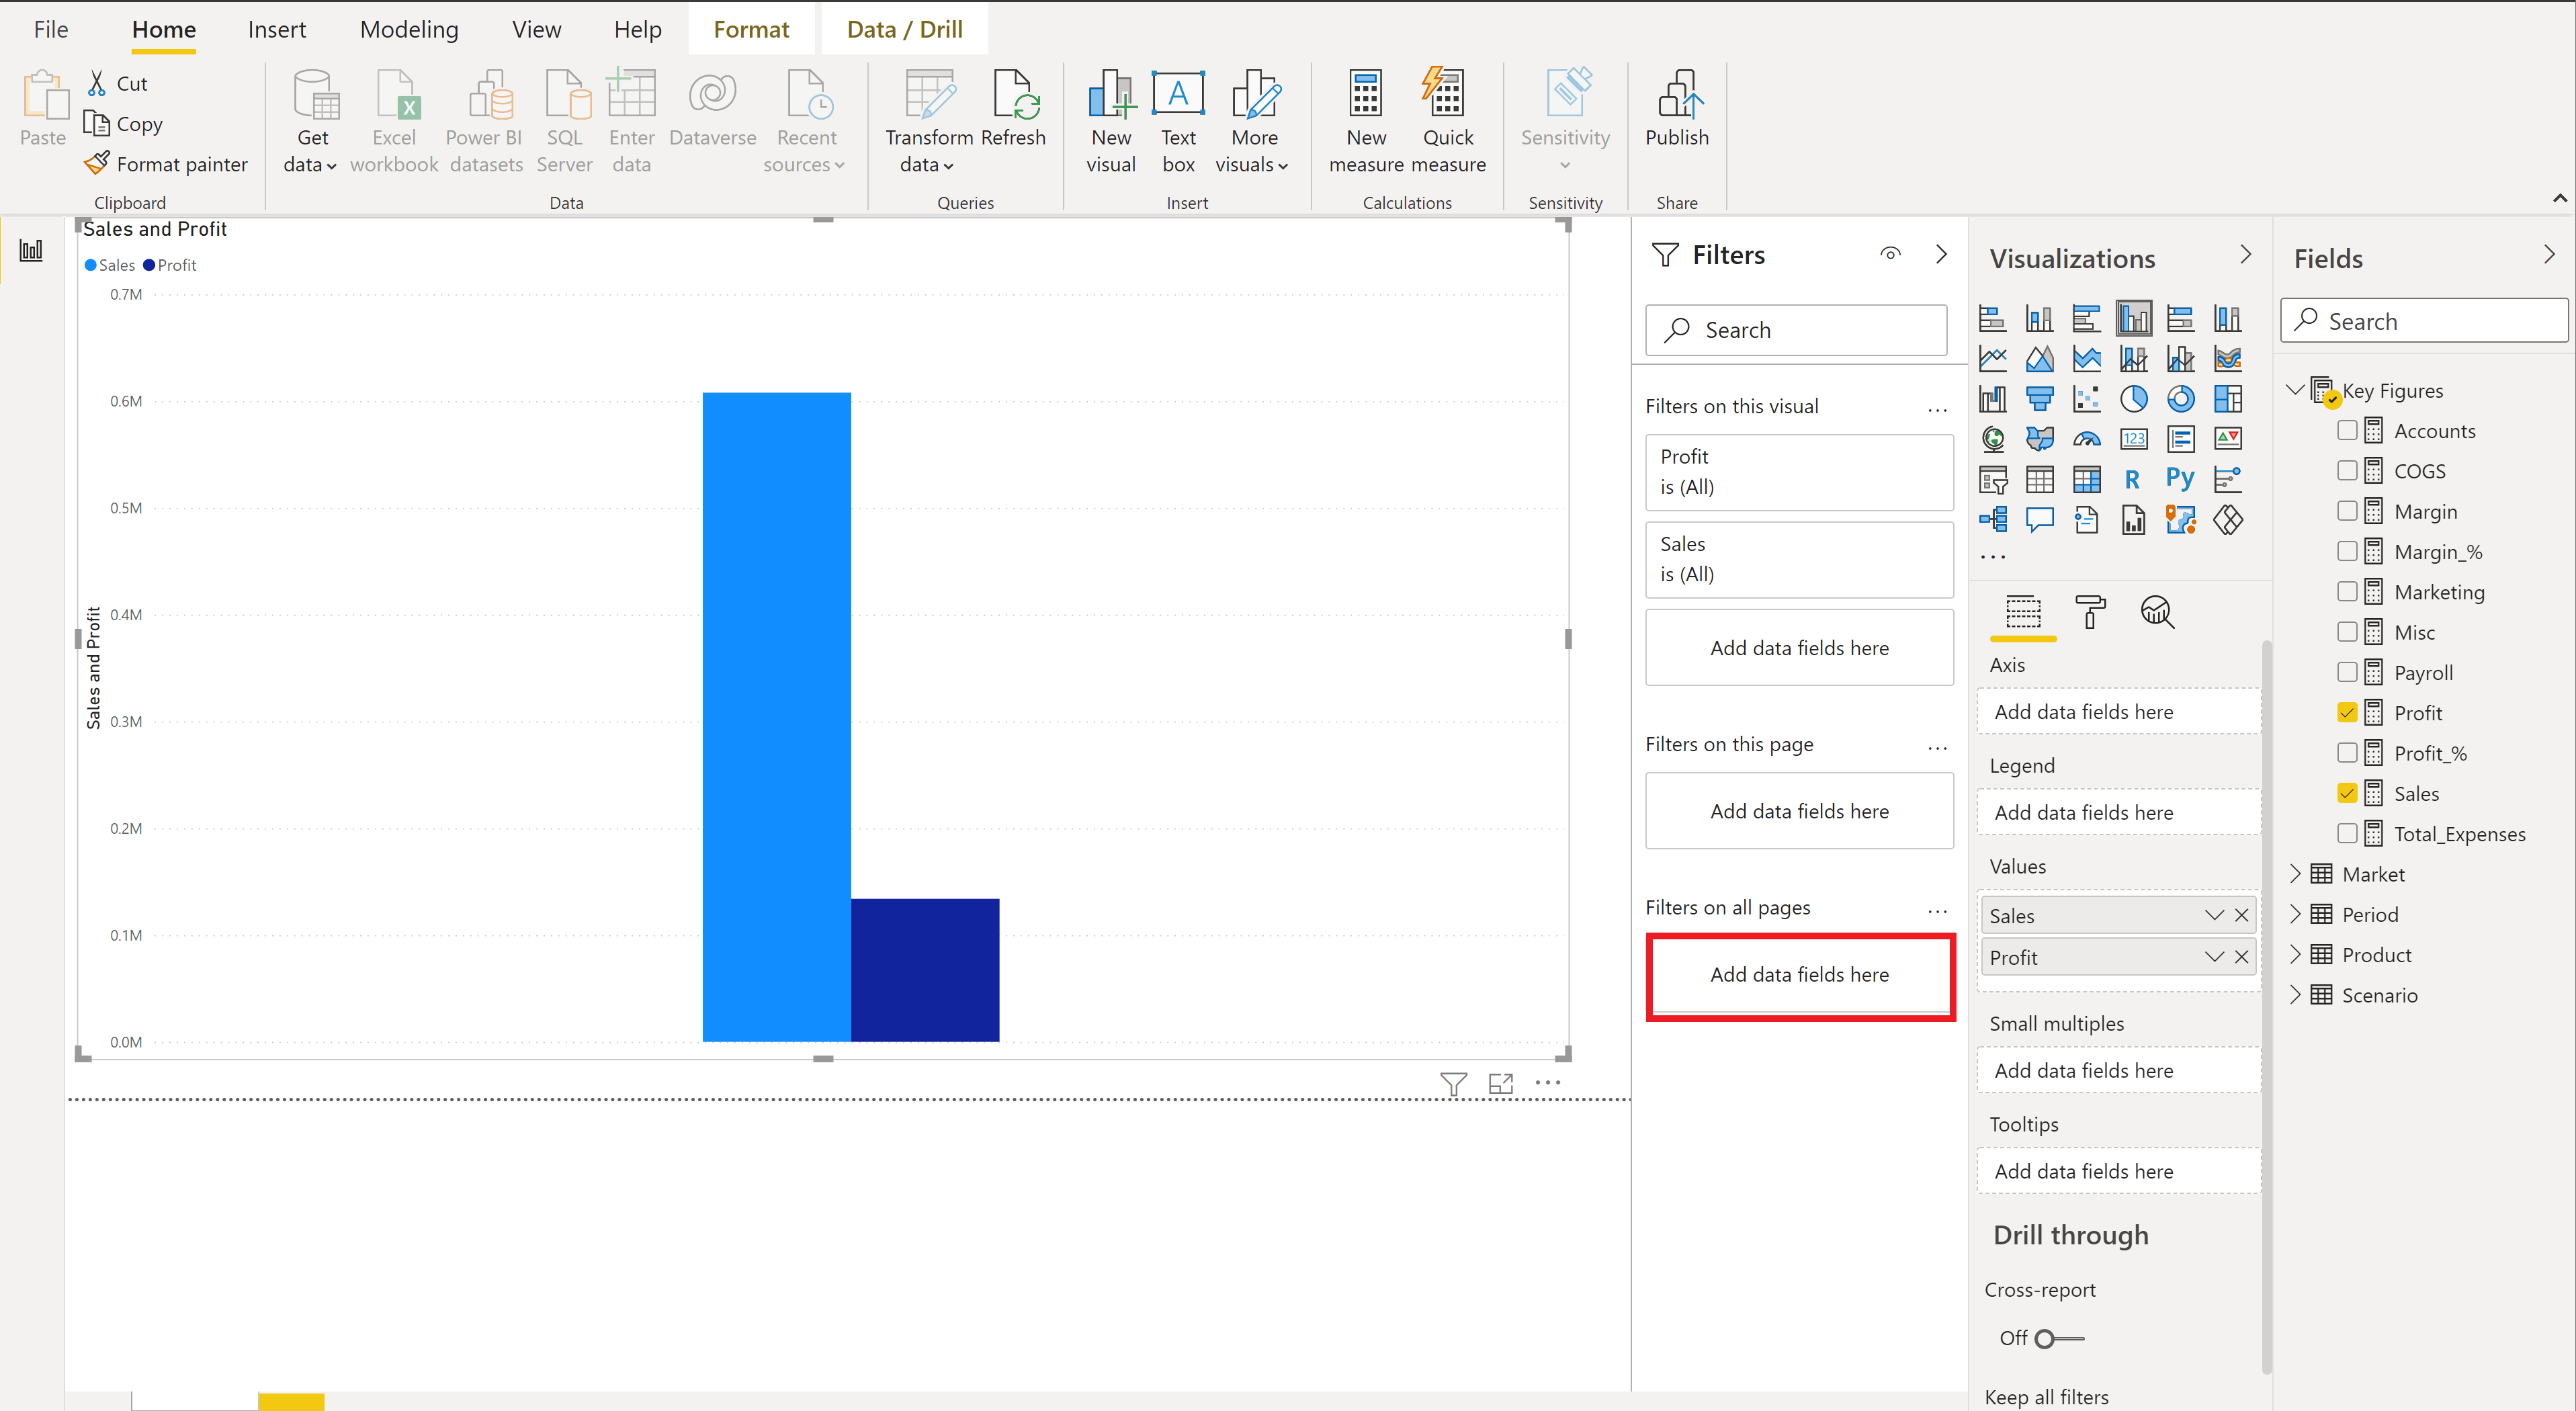 File Home Insert Modeling View Help Format Data / Drill
Paste
Cut
Copy
Format painter
Clipboard
Get data
Excel workbook
Power BI datasets
SQL Server
Enter data
Dataverse
Recent sources
Data
Transform data
Refresh
Queries
New visual
A
Text box
More visuals
Insert
New measure
Quick measure
Calculations
Sensitivity
Sensitivity
Publish
Share
Sales and Profit
Sales Profit
0.7M
0.6M
0.5M
0.4M
0.3M
0.2M
0.1M
0.0M
Sales and Profit
Filters
Search
Filters on this visual ...
Profit
is (All)
Sales
is (All)
Add data fields here
Filters on this page ...
Add data fields here
Filters on all pages ...
Add data fields here
Visualizations
123
R Py
...
Axis
Add data fields here
Legend
Add data fields here
Values
Sales
Profit
Small multiples
Add data fields here
Tooltips
Add data fields here
Drill through
Cross-report
Off
Keep all filters
Fields
Search
Key Figures
Accounts
COGS
Margin
Margin_%
Marketing
Misc
Payroll
Profit
Profit_%
Sales
Total_Expenses
Market
Period
Product
Scenario